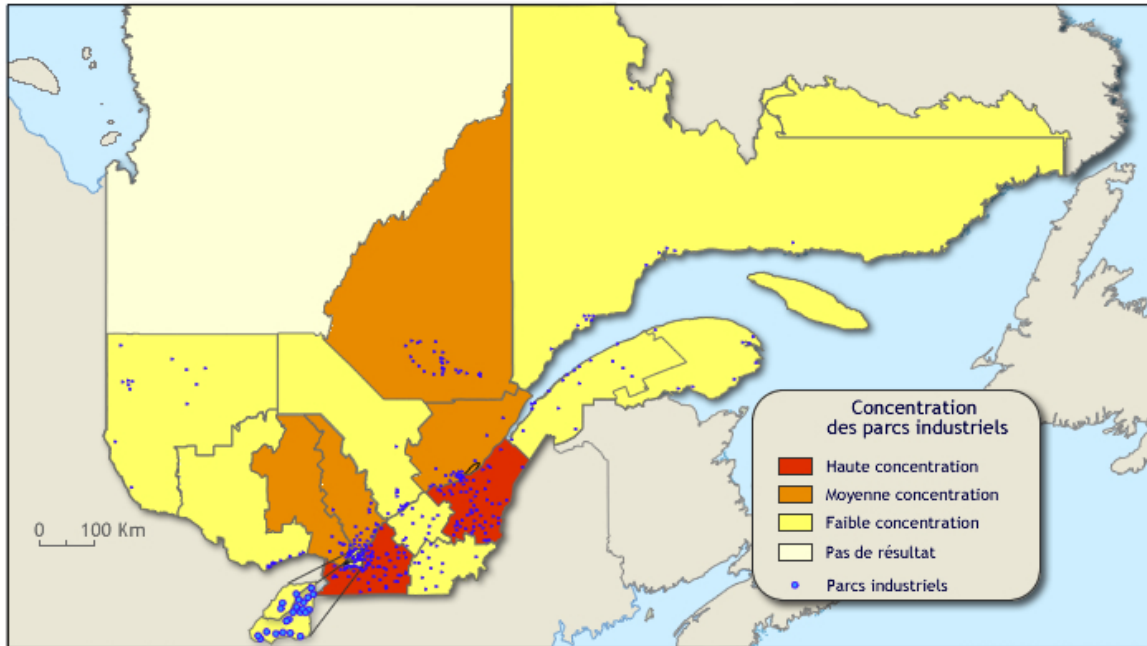 Concentration
des parcs industriels
Haute concentration
Moyenne concentration
Faible concentration
Pas de résultat
Parcs industriels
0 100 Km